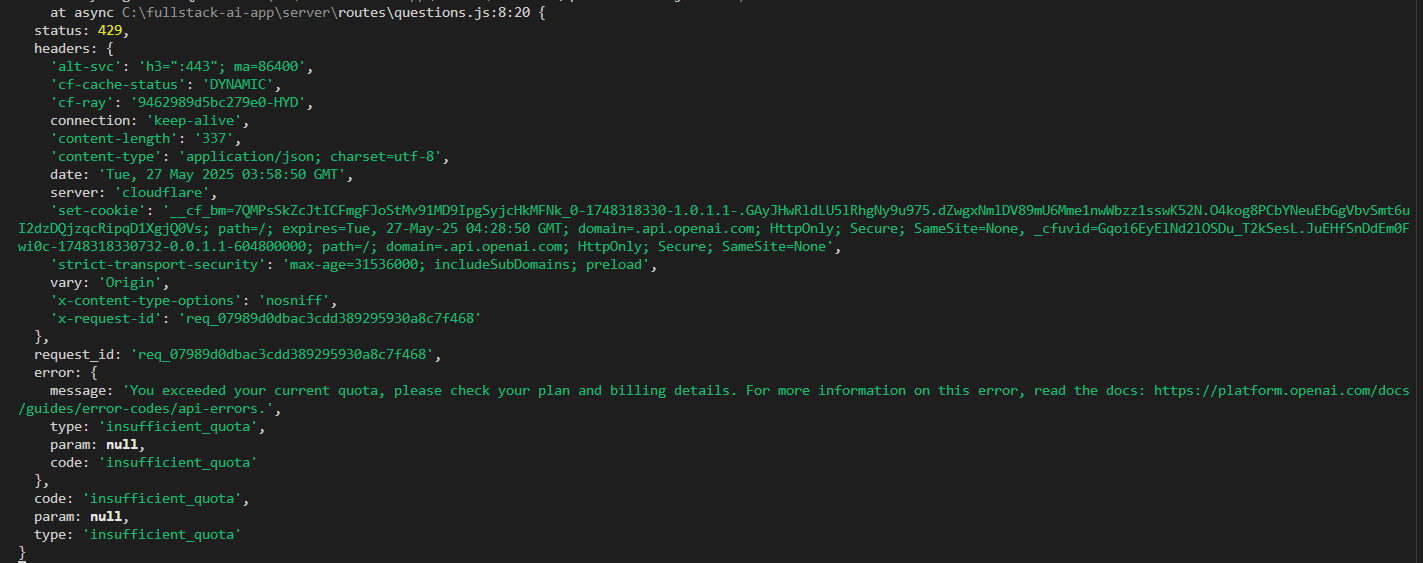 at async C:\fullstack-ai-app\server\routes\questions.js:8:20 {
status: 429,
headers: {
'alt-svc': 'h3=":443"; ma=86400',
'cf-cache-status': 'DYNAMIC',
'cf-ray': '9462989d5bc279e0-HYD',
connection: 'keep-alive',
'content-length': '337',
'content-type': 'application/json; charset=utf-8',
date: 'Tue, 27 May 2025 03:58:50 GMT',
server: 'cloudflare',
'set-cookie': '__cf_bm=7QMPsSkZcJtICFmgFJoStMv91MD9IpgSyjcHkMFNk_0-1748318330-1.0.1.1-.GAyJHwRldLU5lRhgNy9u975.dZwgxNmlDV89mU6Mme1nwWbzz1sswK52N.O4kog8PCbYNeuEbGgVbvSmt6u
I2dzDQjzqcRipqD1XgjQ0Vs; path=/; expires=Tue, 27-May-25 04:28:50 GMT; domain=.api.openai.com; HttpOnly; Secure; SameSite=None, _cfuvid=Gqoi6EyElNd2lOSDu_T2kSesL.JuEHfSnDdEm0F
wi0c-1748318330732-0.0.1.1-604800000; path=/; domain=.api.openai.com; HttpOnly; Secure; SameSite=None',
'strict-transport-security': 'max-age=31536000; includeSubDomains; preload',
vary: 'Origin',
'x-content-type-options': 'nosniff',
'x-request-id': 'req_07989d0dbac3cdd389295930a8c7f468'
},
request_id: 'req_07989d0dbac3cdd389295930a8c7f468',
error: {
message: 'You exceeded your current quota, please check your plan and billing details. For more information on this error, read the docs: https://platform.openai.com/docs
/guides/error-codes/api-errors.',
type: 'insufficient_quota',
param: null,
code: 'insufficient_quota'
},
code: 'insufficient_quota',
param: null,
type: 'insufficient_quota'
}